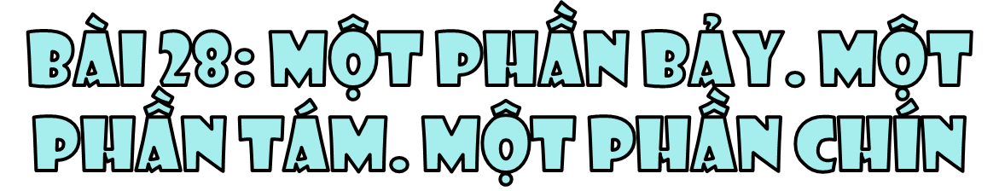 BÀI 28: MỘT PHẦN BẢY. MỘT
PHẦN TÁM. MỘT PHẦN CHÍN